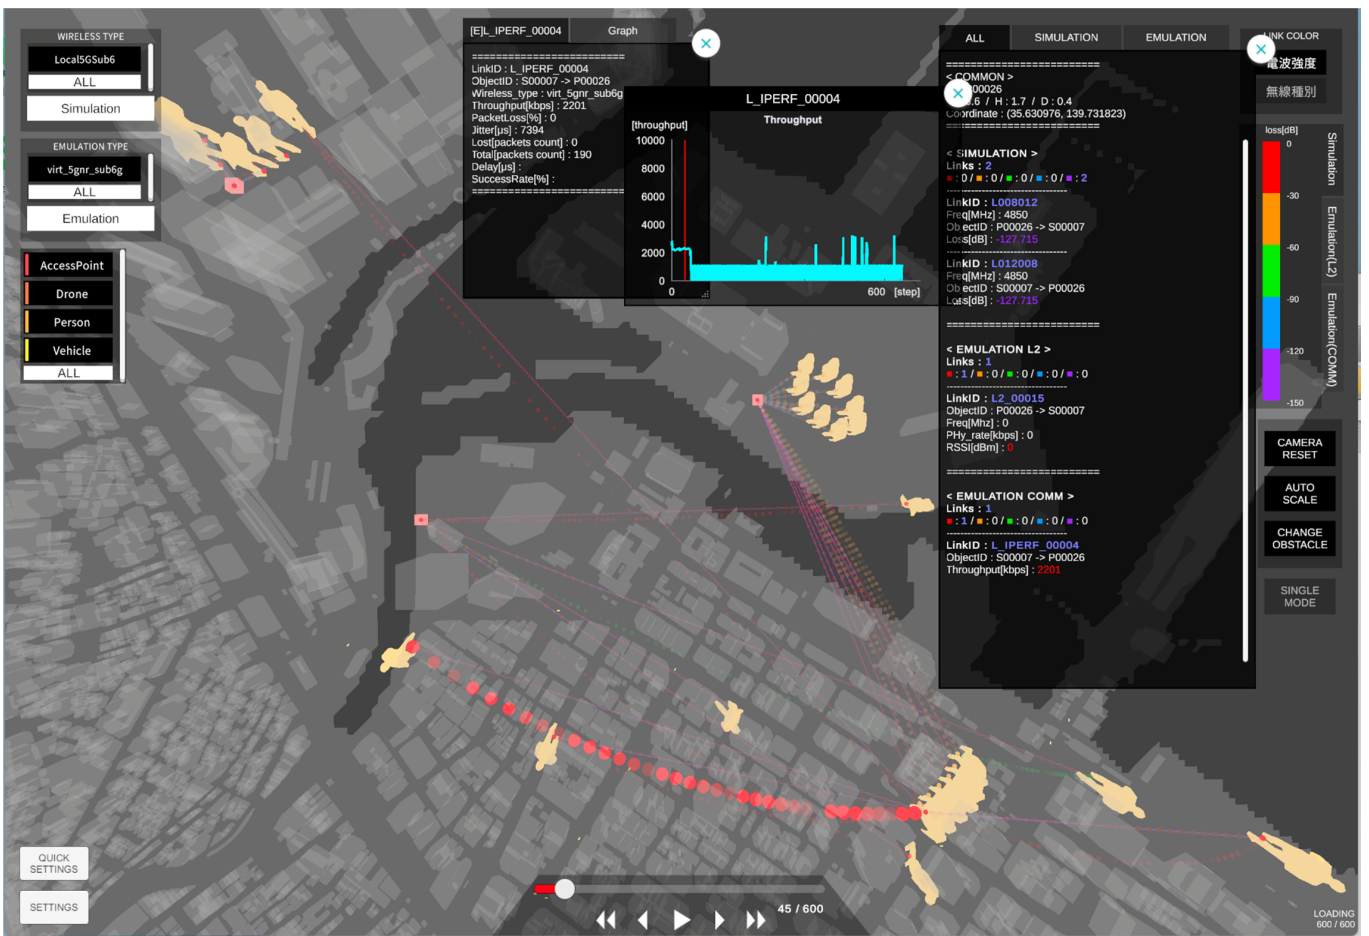 WIRELESS TYPE
Local5GSub6
ALL
Simulation
EMULATION TYPE
virt_5gnr_sub6g
ALL
Emulation
AccessPoint
Drone
Person
Vehicle
ALL
[E]L_IPERF_00004
Graph
========================
LinkID : L_IPERF_00004
ObjectID : S00007 -> P00026
Wireless_type : virt_5gnr_sub6g
Throughput[kbps] : 2201
PacketLoss[%] : 0
Jitter[μs] : 7394
Lost[packets count] : 0
Total[packets count] : 190
Delay[μs] :
SuccessRate[%] :
========================
L_IPERF_00004
Throughput
[throughput]
10000
8000
6000
4000
2000
0
0
600
[step]
ALL
SIMULATION
EMULATION
========================
< COMMON >
00026
.6 / H : 1.7 / D : 0.4
Coordinate : (35.630976, 139.731823)
========================
< SIMULATION >
Links : 2
■ : 0 / ■ : 0 / ■ : 0 / ■ : 0 / ■ : 2
------------------------------
LinkID : L008012
Freq[MHz] : 4850
ObjectID : P00026 -> S00007
Loss[dB] : -127.715
------------------------------
LinkID : L012008
Freq[MHz] : 4850
ObjectID : S00007 -> P00026
Loss[dB] : -127.715
========================
< EMULATION L2 >
Links : 1
■ : 1 / ■ : 0 / ■ : 0 / ■ : 0 / ■ : 0
------------------------------
LinkID : L2_00015
ObjectID : P00026 -> S00007
Freq[Mhz] : 0
PHy_rate[kbps] : 0
RSSI[dBm] : 0
========================
< EMULATION COMM >
Links : 1
■ : 1 / ■ : 0 / ■ : 0 / ■ : 0 / ■ : 0
------------------------------
LinkID : L_IPERF_00004
ObjectID : S00007 -> P00026
Throughput[kbps] : 2201
LINK COLOR
電波強度
無線種別
loss[dB]
0
-30
-60
-90
-120
-150
Simulation
Emulation(L2)
Emulation(COMM)
CAMERA
RESET
AUTO
SCALE
CHANGE
OBSTACLE
SINGLE
MODE
QUICK
SETTINGS
SETTINGS
45 / 600
LOADING
600 / 600